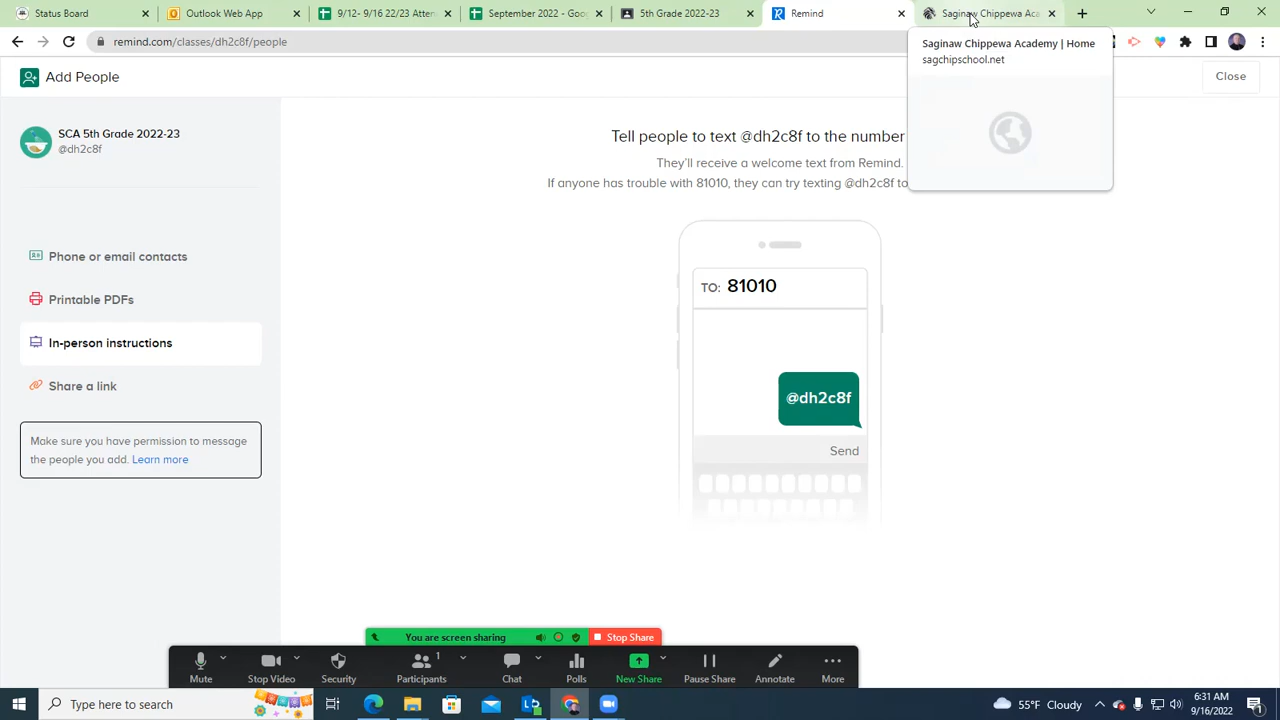 Status
Outlook Web App
9/12- 9/16 22/23 Atten
September 2022 - Goog
5th Grade 2022-23
Remind
Saginaw Chippewa Aca
remind.com/classes/dh2c8f/people
Saginaw Chippewa Academy | Home
sagchipschool.net
Add People
Close
SCA 5th Grade 2022-23
@dh2c8f
Tell people to text @dh2c8f to the number
They'll receive a welcome text from Remind.
If anyone has trouble with 81010, they can try texting @dh2c8f to
Phone or email contacts
Printable PDFs
In-person instructions
Share a link
Make sure you have permission to message
the people you add. Learn more
TO: 81010
@dh2c8f
Send
You are screen sharing
Stop Share
Mute
Stop Video
Security
1
Participants
Chat
Polls
New Share
Pause Share
Annotate
More
Type here to search
55°F Cloudy
6:31 AM
9/16/2022
1